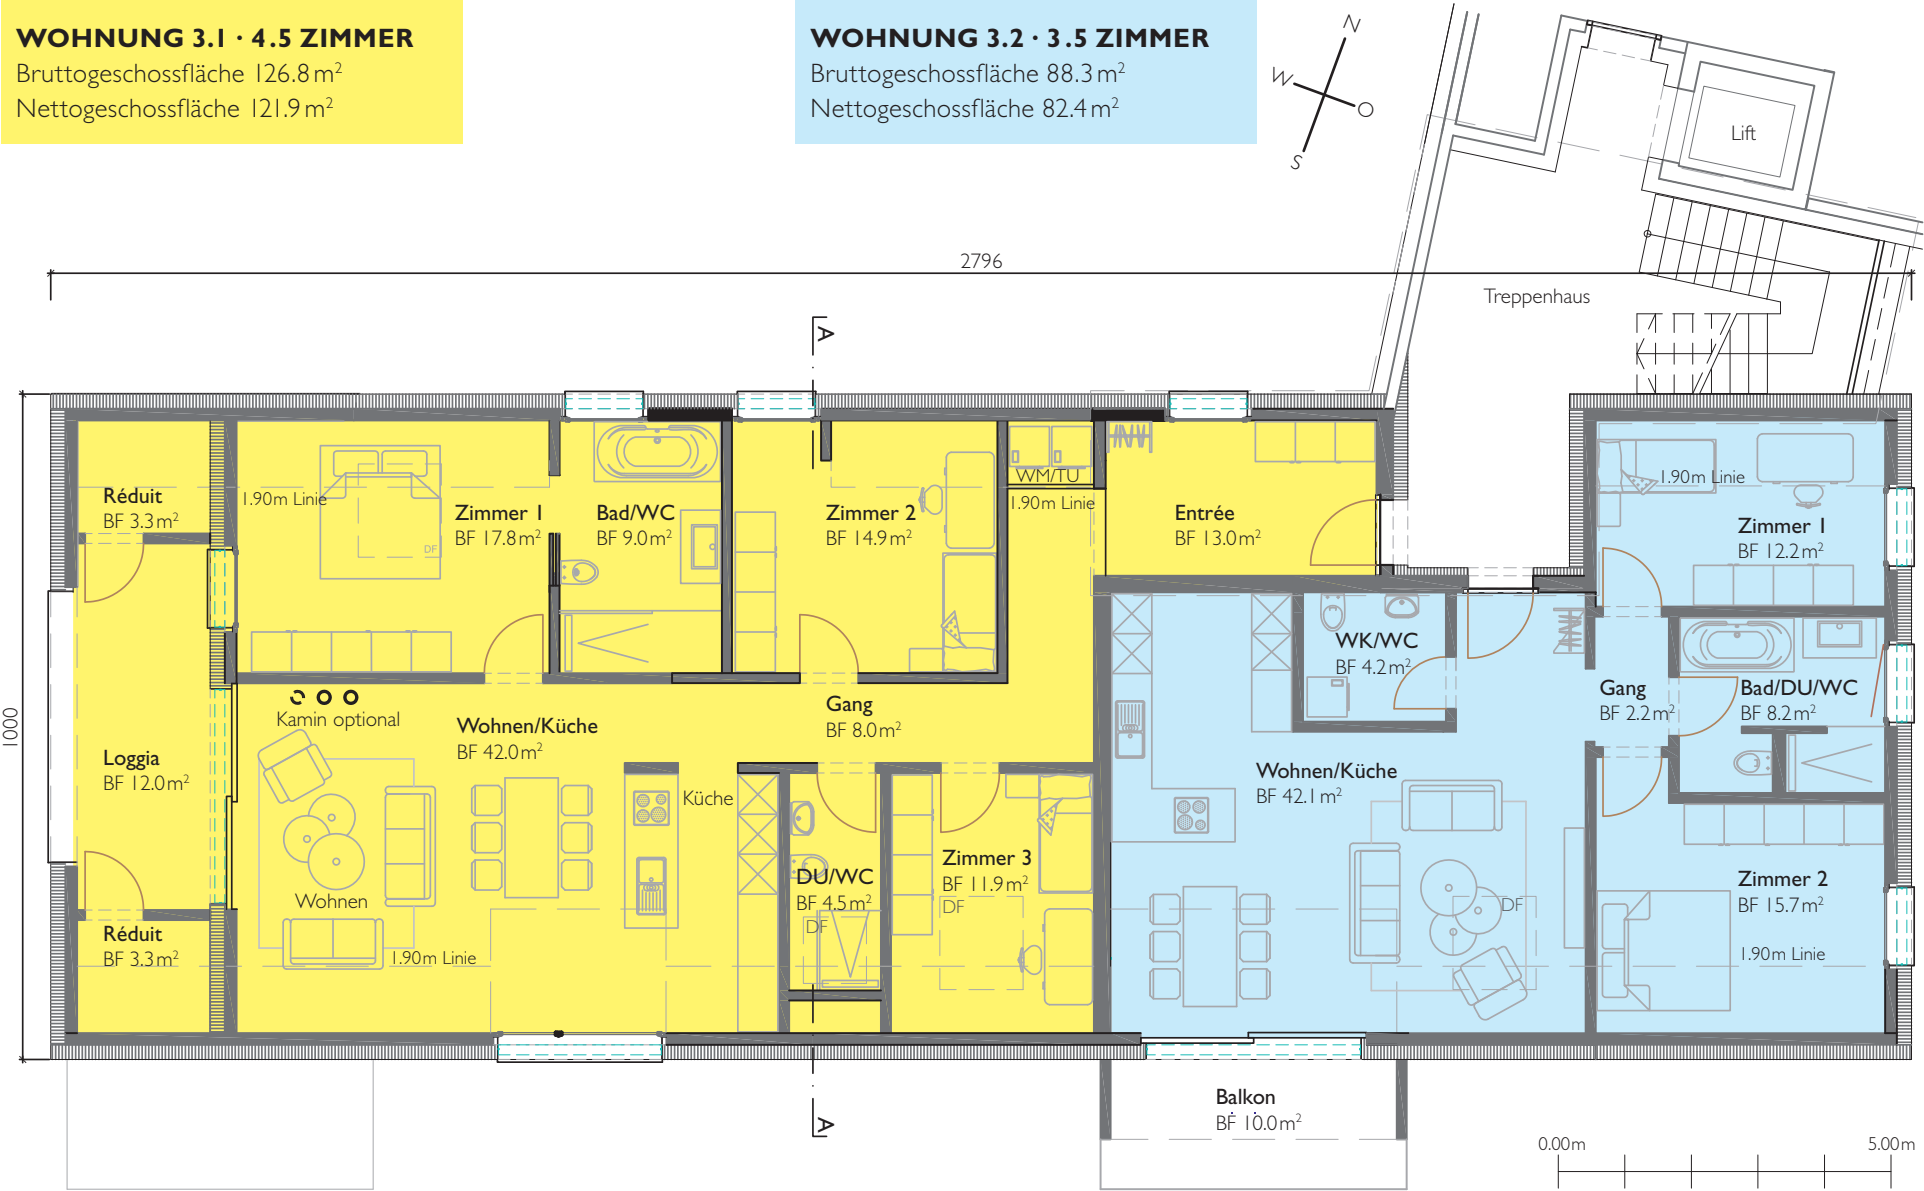 WOHNUNG 3.1 · 4.5 ZIMMER
Bruttogeschossfläche 126.8 m²
Nettogeschossfläche 121.9 m²
WOHNUNG 3.2 · 3.5 ZIMMER
Bruttogeschossfläche 88.3 m²
Nettogeschossfläche 82.4 m²
N
W
O
S
Lift
2796
Treppenhaus
A
1000
Réduit
BF 3.3 m²
1.90m Linie
DF
Zimmer 1
BF 17.8 m²
Bad/WC
BF 9.0 m²
Zimmer 2
BF 14.9 m²
WM/TU
1.90m Linie
Entrée
BF 13.0 m²
1.90m Linie
Zimmer 1
BF 12.2 m²
WK/WC
BF 4.2 m²
Gang
BF 2.2 m²
Bad/DU/WC
BF 8.2 m²
Kamin optional
Wohnen/Küche
BF 42.0 m²
Gang
BF 8.0 m²
Loggia
BF 12.0 m²
Küche
Wohnen/Küche
BF 42.1 m²
Wohnen
DU/WC
BF 4.5 m²
DF
Zimmer 3
BF 11.9 m²
DF
DF
Zimmer 2
BF 15.7 m²
1.90m Linie
Réduit
BF 3.3 m²
1.90m Linie
A
Balkon
BF 10.0 m²
0.00m
5.00m